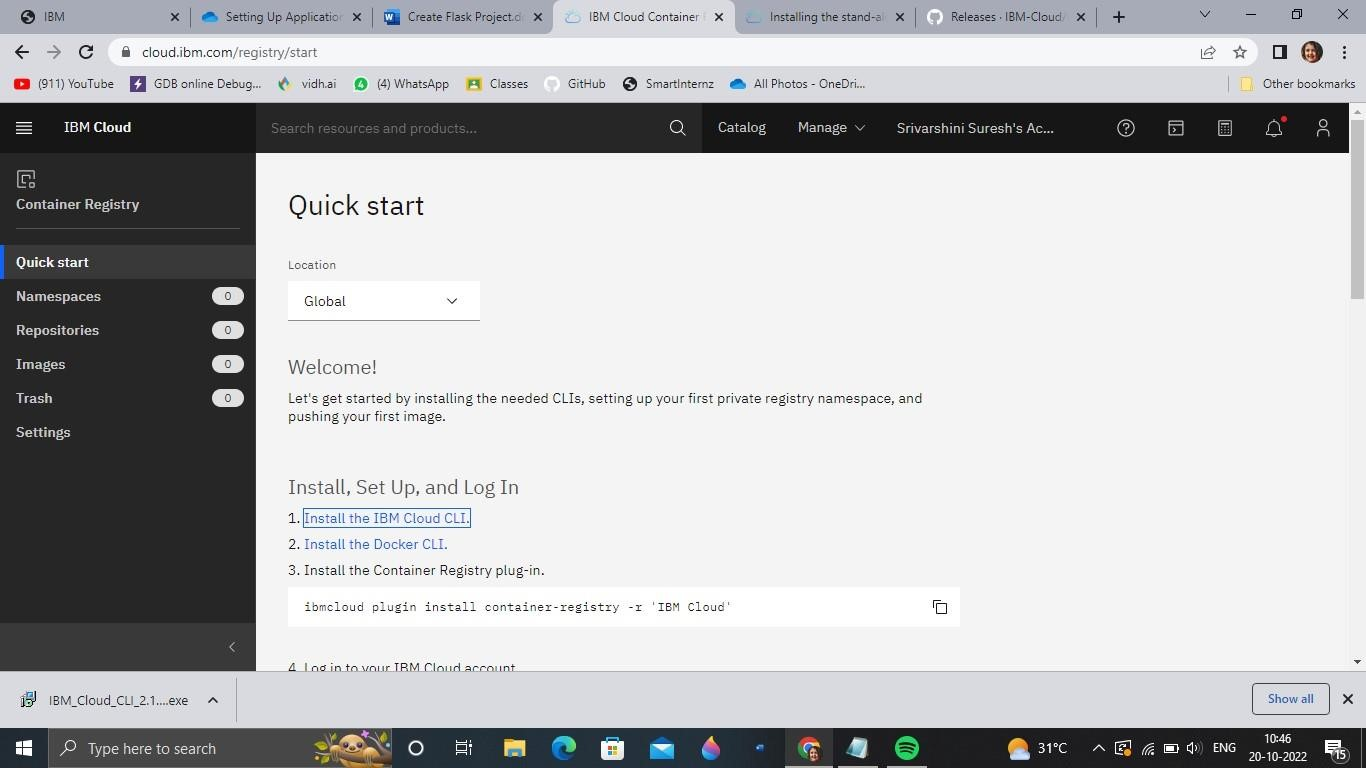 IBM
Setting Up Application
Create Flask Project.d
IBM Cloud Container
Installing the stand-al
Releases · IBM-Cloud/
cloud.ibm.com/registry/start
(911) YouTube
GDB online Debug...
vidh.ai
(4) WhatsApp
Classes
GitHub
SmartInternz
All Photos - OneDri...
Other bookmarks
IBM Cloud
Search resources and products...
Catalog
Manage
Srivarshini Suresh's Ac...
Container Registry
Quick start
Namespaces 0
Repositories 0
Images 0
Trash 0
Settings
Quick start
Location
Global
Welcome!
Let's get started by installing the needed CLIs, setting up your first private registry namespace, and
pushing your first image.
Install, Set Up, and Log In
1. Install the IBM Cloud CLI.
2. Install the Docker CLI.
3. Install the Container Registry plug-in.
ibmcloud plugin install container-registry -r 'IBM Cloud'
4. Log in to your IBM Cloud account
IBM_Cloud_CLI_2.1....exe
Show all
Type here to search
31°C
ENG
10:46
20-10-2022
15